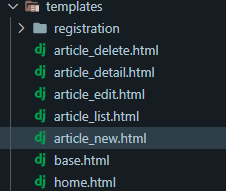 templates
registration
dj article_delete.html
dj article_detail.html
dj article_edit.html
dj article_list.html
dj article_new.html
dj base.html
dj home.html